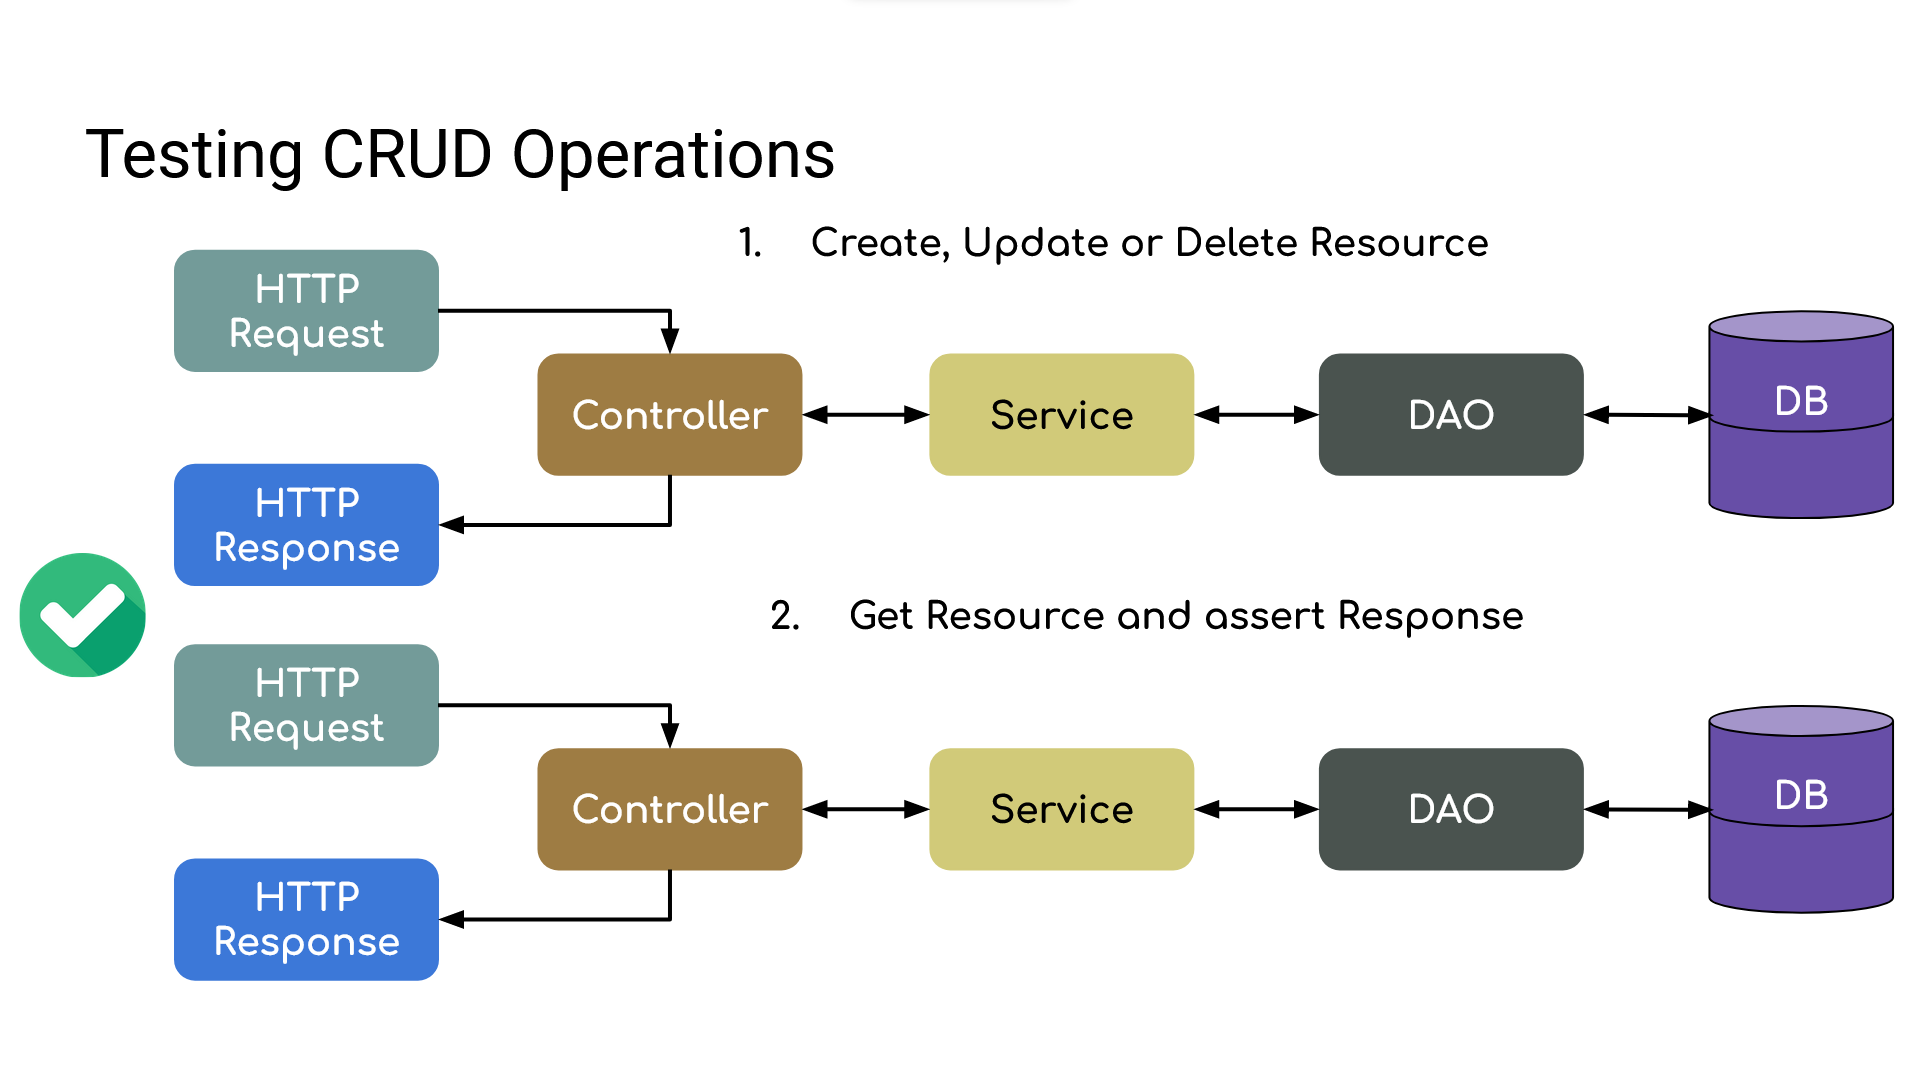 Testing CRUD Operations
1. Create, Update or Delete Resource
HTTP
Request
Controller
Service
DAO
DB
HTTP
Response
2. Get Resource and assert Response
HTTP
Request
Controller
Service
DAO
DB
HTTP
Response